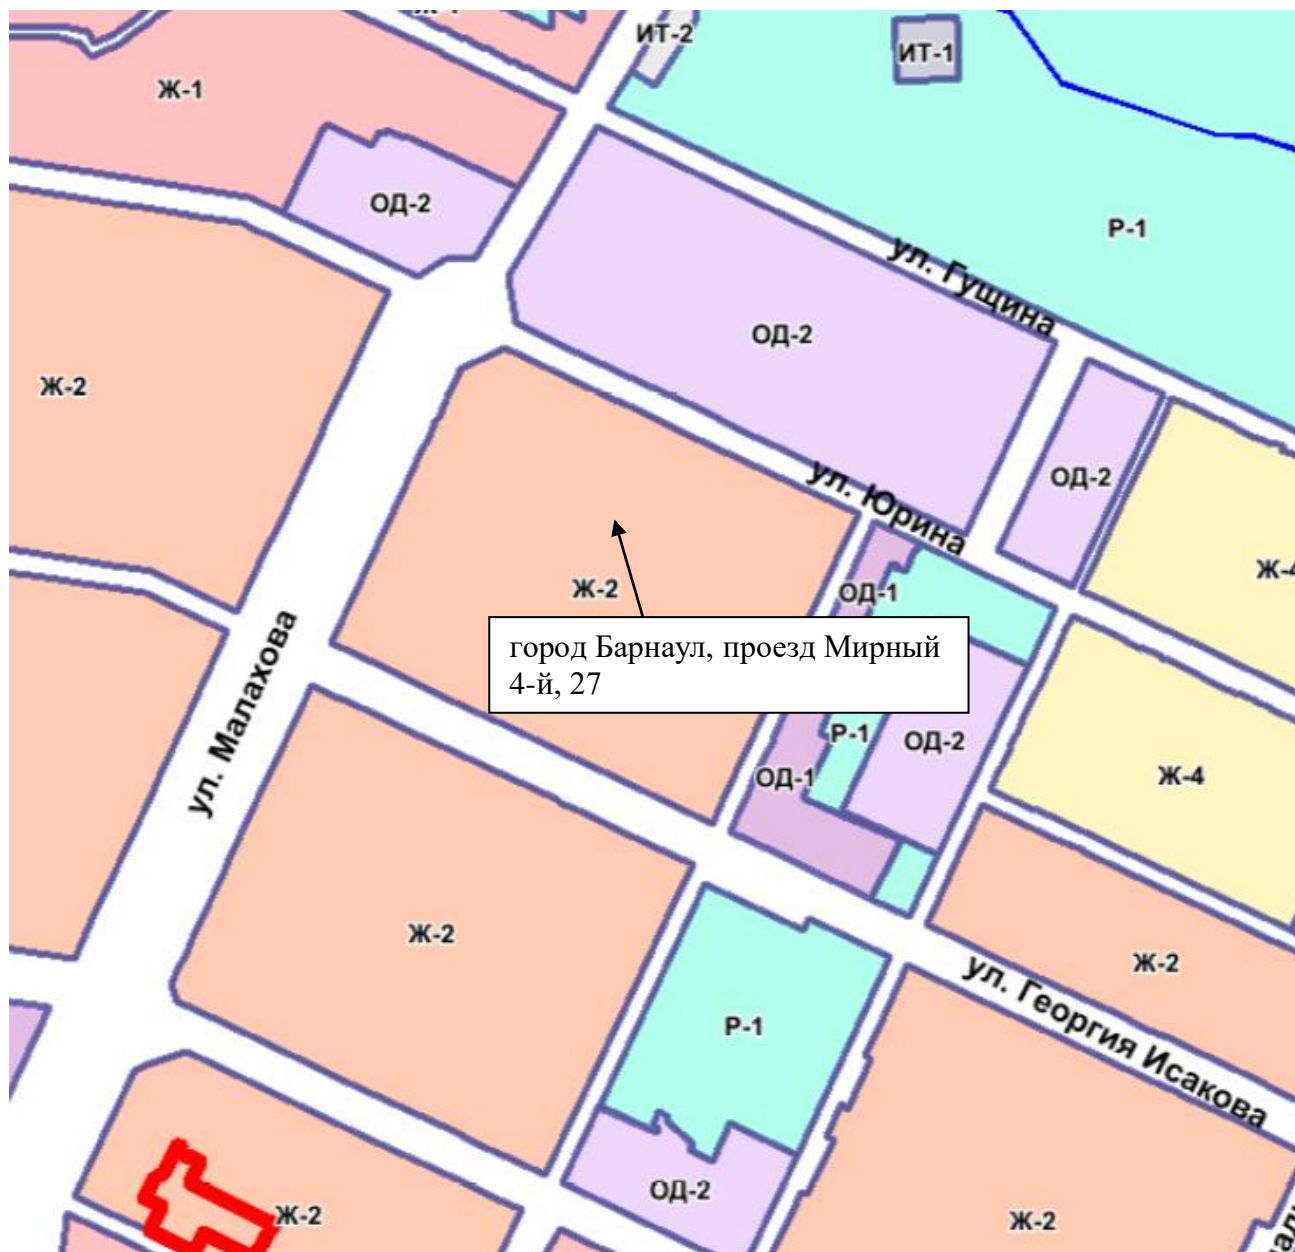 Ж-1
ИТ-2
ИТ-1
Ж-1
ОД-2
Р-1
ул. Гущина
ОД-2
Ж-2
ОД-2
ул. Юрина
Ж-4
Ж-2
ОД-1
город Барнаул, проезд Мирный
4-й, 27
ул. Малахова
Р-1
ОД-2
ОД-1
Ж-4
Ж-2
Ж-2
ул. Георгия Исакова
Р-1
ОД-2
Ж-2
Ж-2